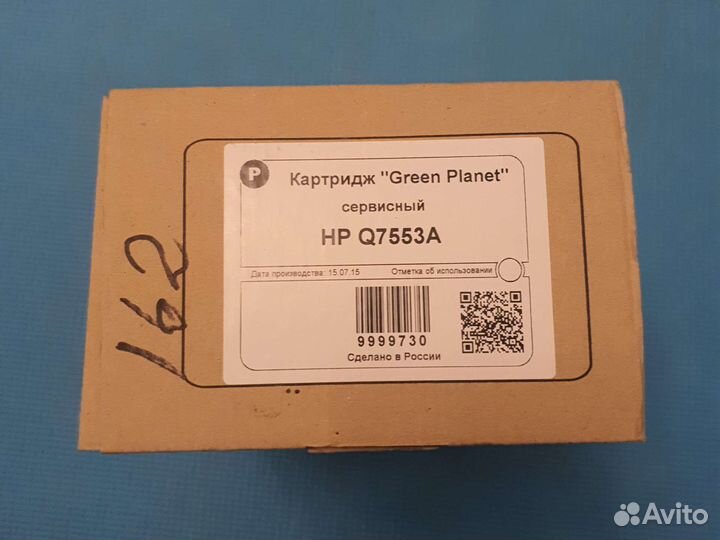 P
Картридж "Green Planet"
сервисный
HP Q7553A
Дата производства: 15.07.15
Отметка об использовании
9999730
Сделано в России
162
Avito